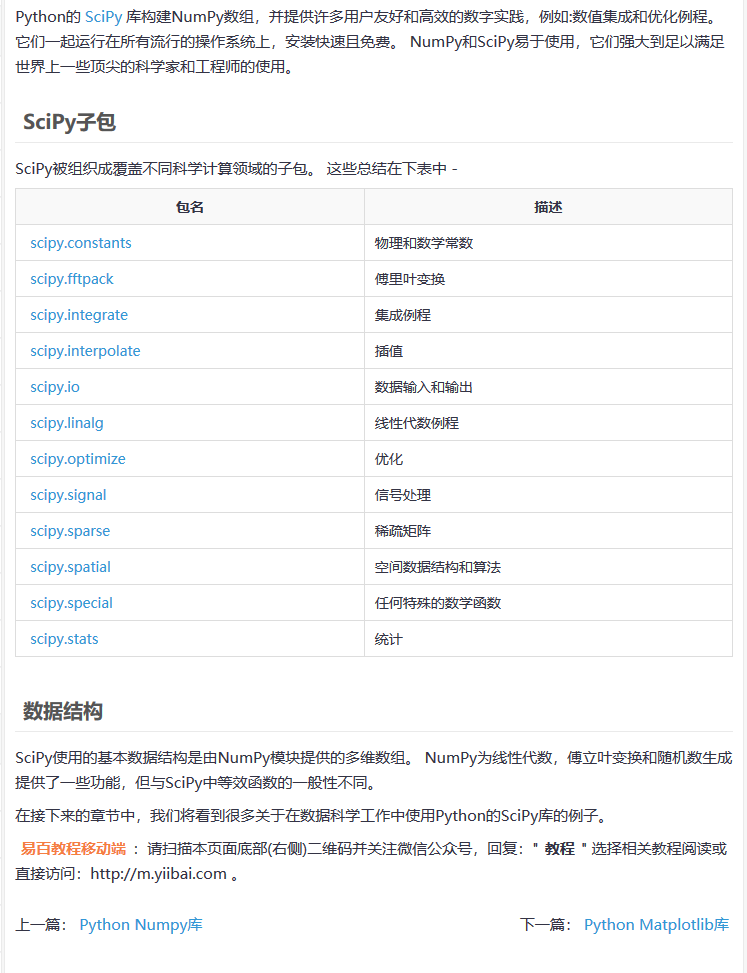 Python的 SciPy 库构建NumPy数组，并提供许多用户友好和高效的数字实践，例如:数值集成和优化例程。
它们一起运行在所有流行的操作系统上，安装快速且免费。 NumPy和SciPy易于使用，它们强大到足以满足
世界上一些顶尖的科学家和工程师的使用。
SciPy子包
SciPy被组织成覆盖不同科学计算领域的子包。 这些总结在下表中 -
包名 描述
scipy.constants 物理和数学常数
scipy.fftpack 傅里叶变换
scipy.integrate 集成例程
scipy.interpolate 插值
scipy.io 数据输入和输出
scipy.linalg 线性代数例程
scipy.optimize 优化
scipy.signal 信号处理
scipy.sparse 稀疏矩阵
scipy.spatial 空间数据结构和算法
scipy.special 任何特殊的数学函数
scipy.stats 统计
数据结构
SciPy使用的基本数据结构是由NumPy模块提供的多维数组。 NumPy为线性代数，傅立叶变换和随机数生成
提供了一些功能，但与SciPy中等效函数的一般性不同。
在接下来的章节中，我们将看到很多关于在数据科学工作中使用Python的SciPy库的例子。
易百教程移动端 ：请扫描本页面底部(右侧)二维码并关注微信公众号，回复：" 教程 " 选择相关教程阅读或
直接访问：http://m.yiibai.com 。
上一篇： Python Numpy库 下一篇： Python Matplotlib库